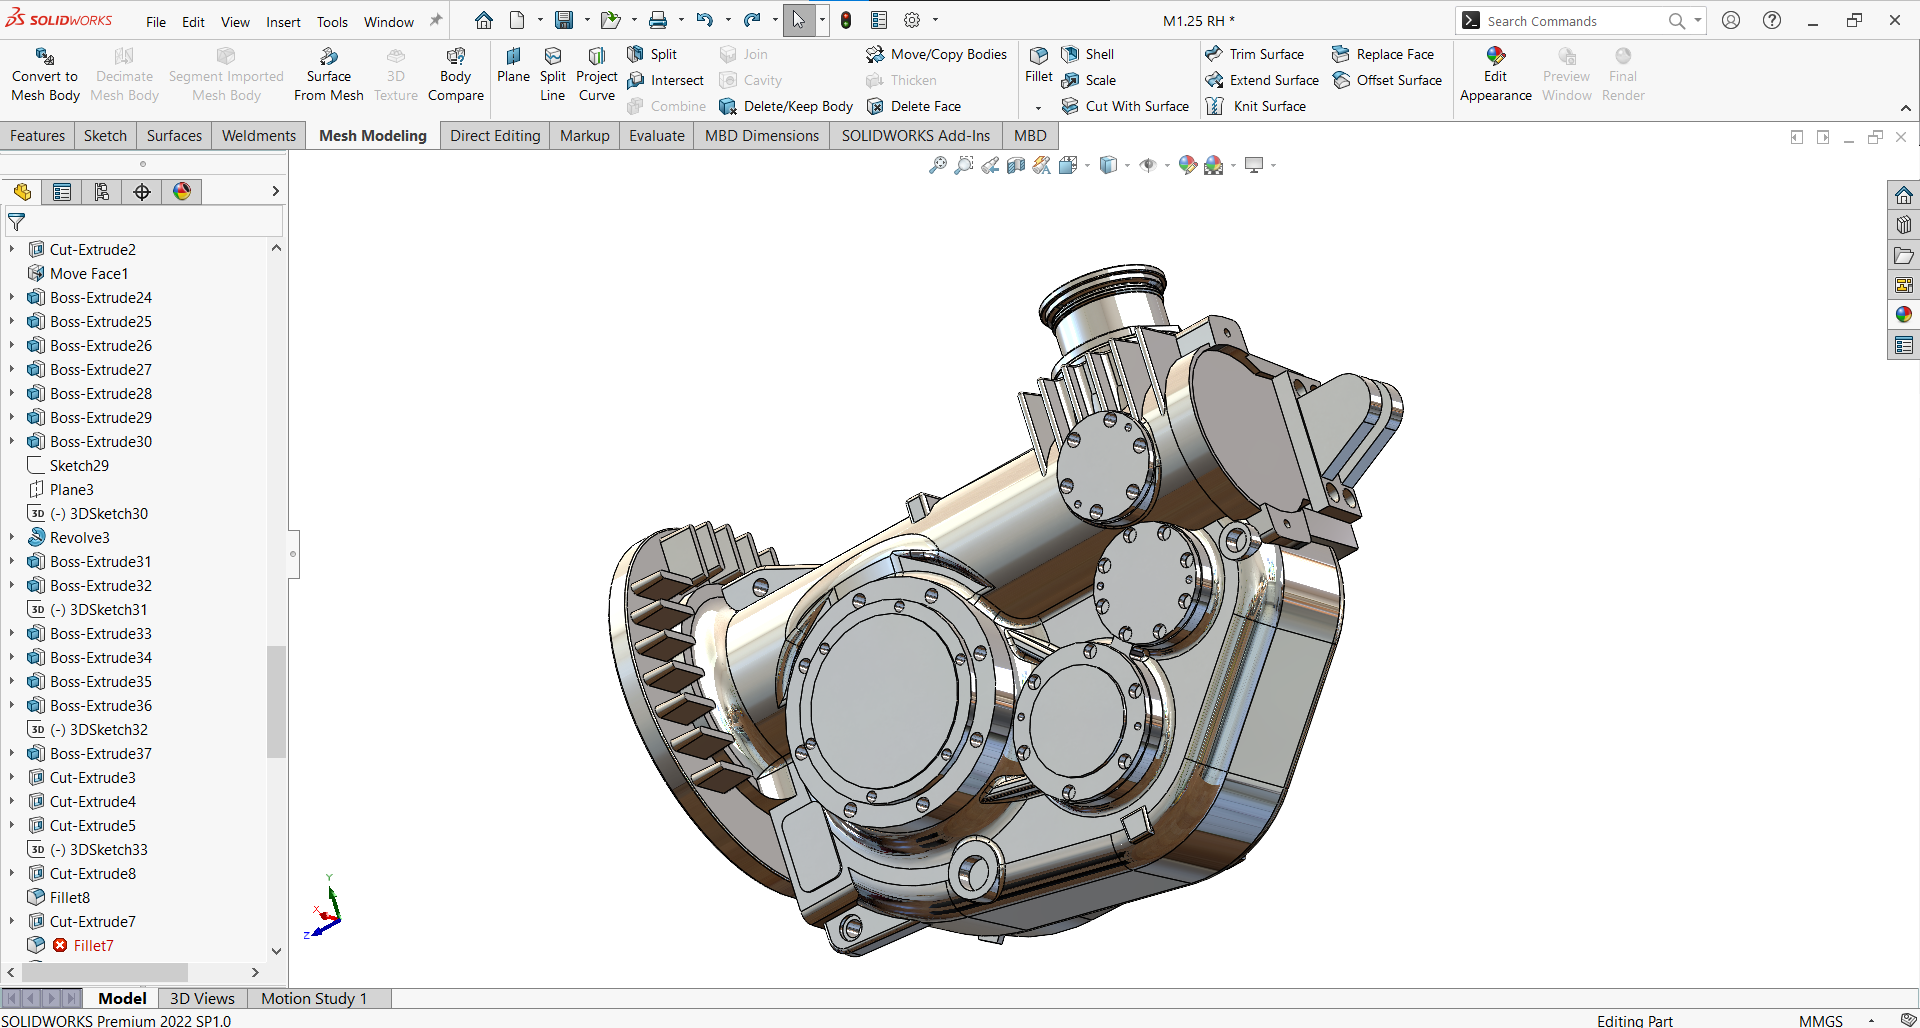 SOLIDWORKS File Edit View Insert Tools Window M1.25 RH * Search Commands
Convert to Mesh Body
Decimate Mesh Body
Segment Imported Mesh Body
Surface From Mesh
3D Texture
Body Compare
Plane
Split Line
Project Curve
Split
Intersect
Combine
Join
Cavity
Delete/Keep Body
Move/Copy Bodies
Thicken
Delete Face
Fillet
Shell
Scale
Cut With Surface
Trim Surface
Extend Surface
Knit Surface
Replace Face
Offset Surface
Edit Appearance
Preview Window
Final Render
Features Sketch Surfaces Weldments Mesh Modeling Direct Editing Markup Evaluate MBD Dimensions SOLIDWORKS Add-Ins MBD
Cut-Extrude2
Move Face1
Boss-Extrude24
Boss-Extrude25
Boss-Extrude26
Boss-Extrude27
Boss-Extrude28
Boss-Extrude29
Boss-Extrude30
Sketch29
Plane3
3D (-) 3DSketch30
Revolve3
Boss-Extrude31
Boss-Extrude32
3D (-) 3DSketch31
Boss-Extrude33
Boss-Extrude34
Boss-Extrude35
Boss-Extrude36
3D (-) 3DSketch32
Boss-Extrude37
Cut-Extrude3
Cut-Extrude4
Cut-Extrude5
3D (-) 3DSketch33
Cut-Extrude8
Fillet8
Cut-Extrude7
Fillet7
Y
X
Z
Model 3D Views Motion Study 1
SOLIDWORKS Premium 2022 SP1.0 Editing Part MMGS